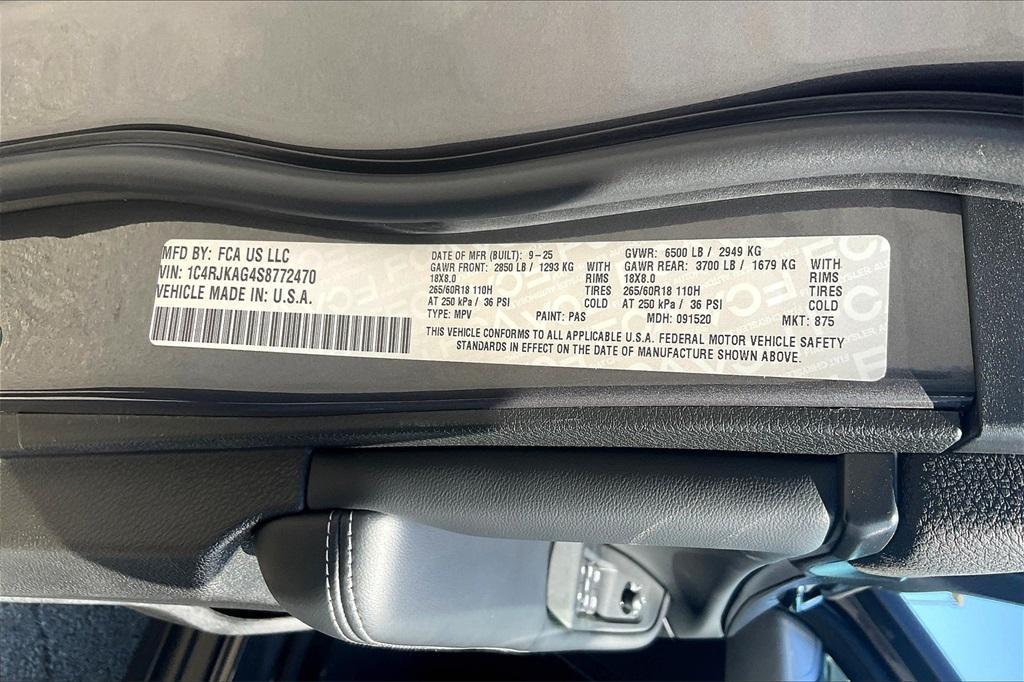 MFD BY: FCA US LLC
VIN: 1C4RJKAG4S8772470
VEHICLE MADE IN: U.S.A.
DATE OF MFR (BUILT): 9-25 GVWR: 6500 LB / 2949 KG
GAWR FRONT: 2850 LB / 1293 KG WITH GAWR REAR: 3700 LB / 1679 KG WITH
18X8.0 RIMS 18X8.0 RIMS
265/60R18 110H TIRES 265/60R18 110H TIRES
AT 250 kPa / 36 PSI COLD AT 250 kPa / 36 PSI COLD
TYPE: MPV PAINT: PAS MDH: 091520 MKT: 875
THIS VEHICLE CONFORMS TO ALL APPLICABLE U.S.A. FEDERAL MOTOR VEHICLE SAFETY
STANDARDS IN EFFECT ON THE DATE OF MANUFACTURE SHOWN ABOVE.